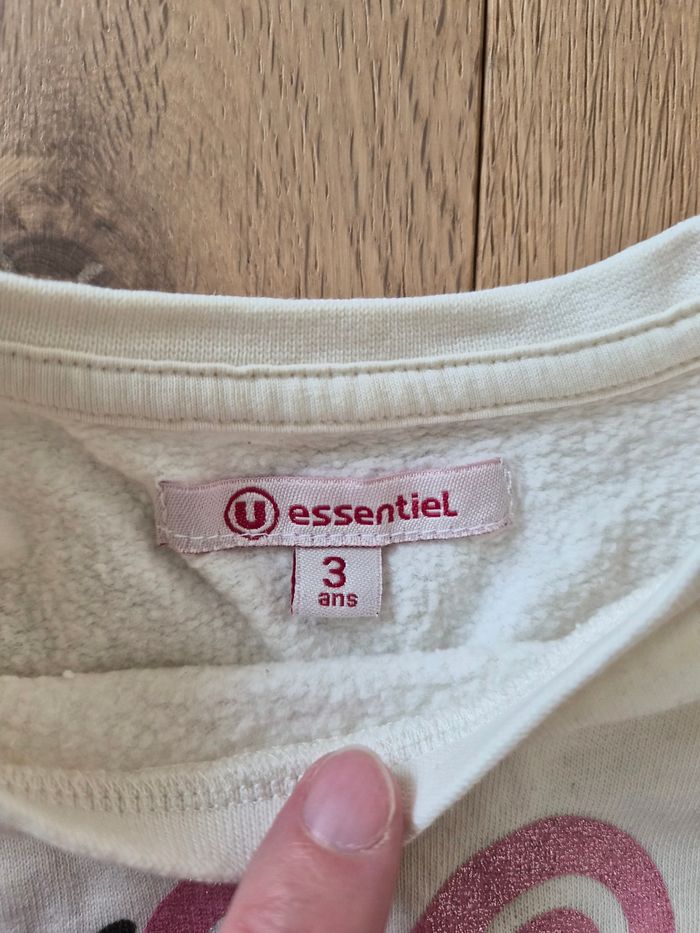 U essentiel
3
ans